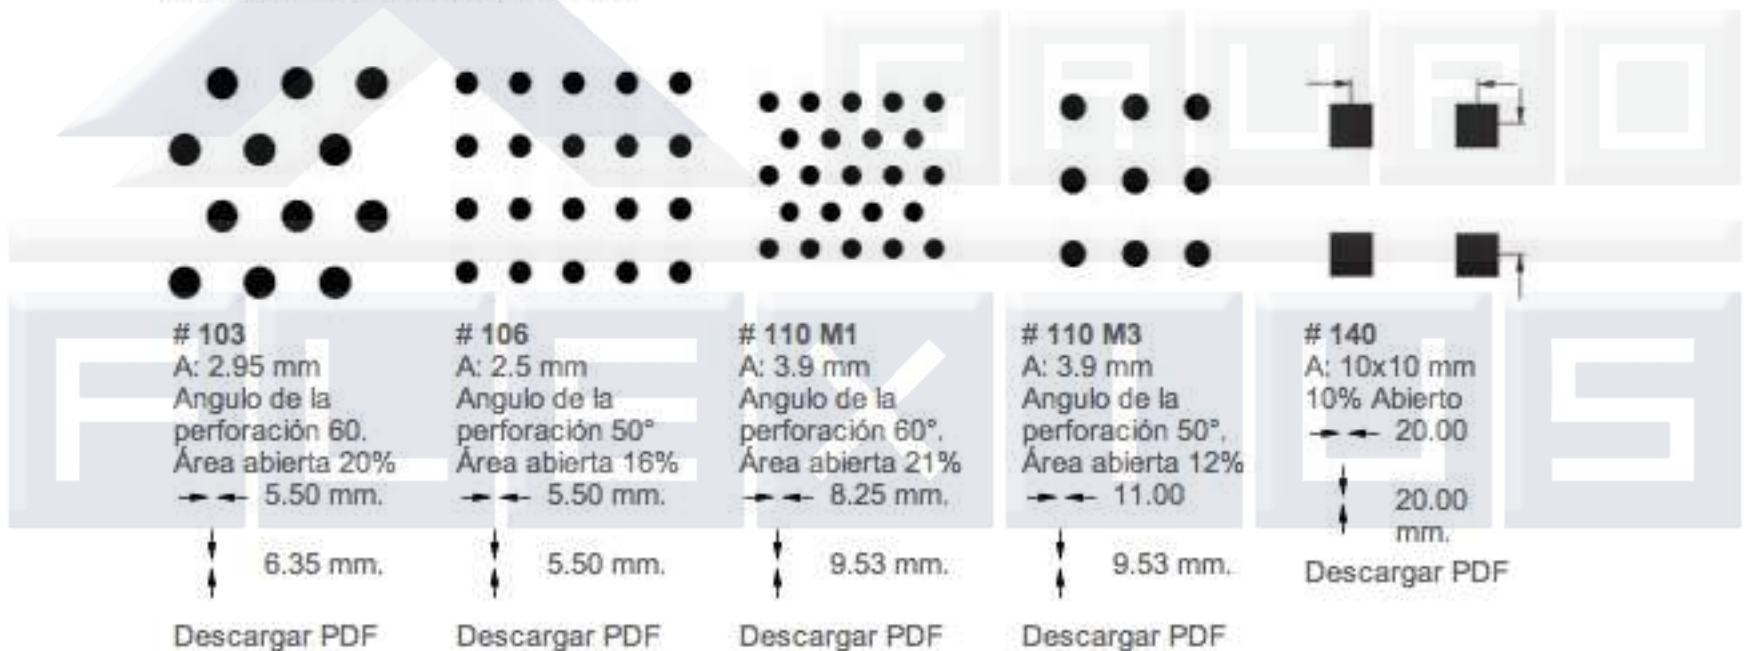 GALFO
FLEXUS
# 103
A: 2.95 mm
Angulo de la
perforación 60.
Área abierta 20%
5.50 mm.
6.35 mm.
Descargar PDF
# 106
A: 2.5 mm
Angulo de la
perforación 50°
Área abierta 16%
5.50 mm.
5.50 mm.
Descargar PDF
# 110 M1
A: 3.9 mm
Angulo de la
perforación 60°.
Área abierta 21%
8.25 mm.
9.53 mm.
Descargar PDF
# 110 M3
A: 3.9 mm
Angulo de la
perforación 50°.
Área abierta 12%
11.00
9.53 mm.
Descargar PDF
# 140
A: 10x10 mm
10% Abierto
20.00
20.00
mm.
Descargar PDF